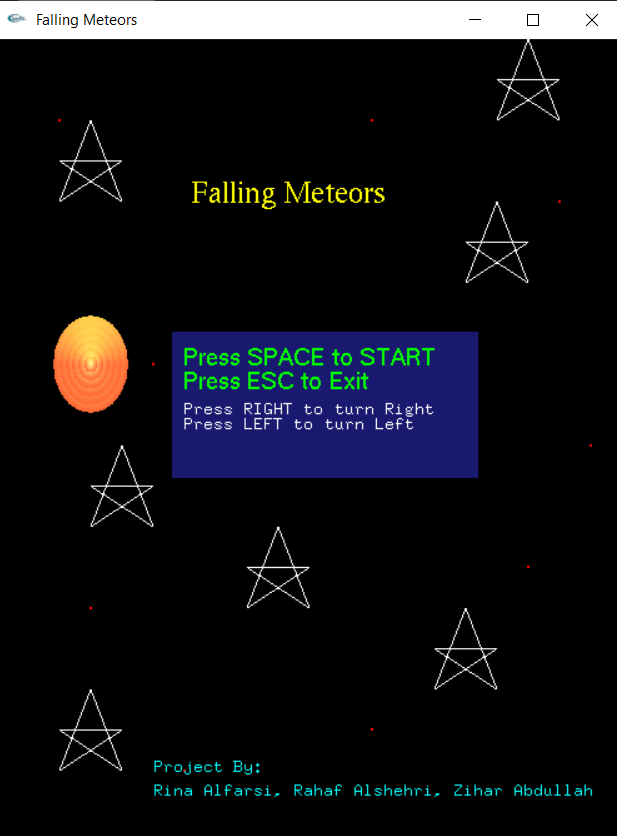 Falling Meteors
Falling Meteors
Press SPACE to START
Press ESC to Exit
Press RIGHT to turn Right
Press LEFT to turn Left
Project By:
Rina Alfarsi, Rahaf Alshehri, Zihar Abdullah